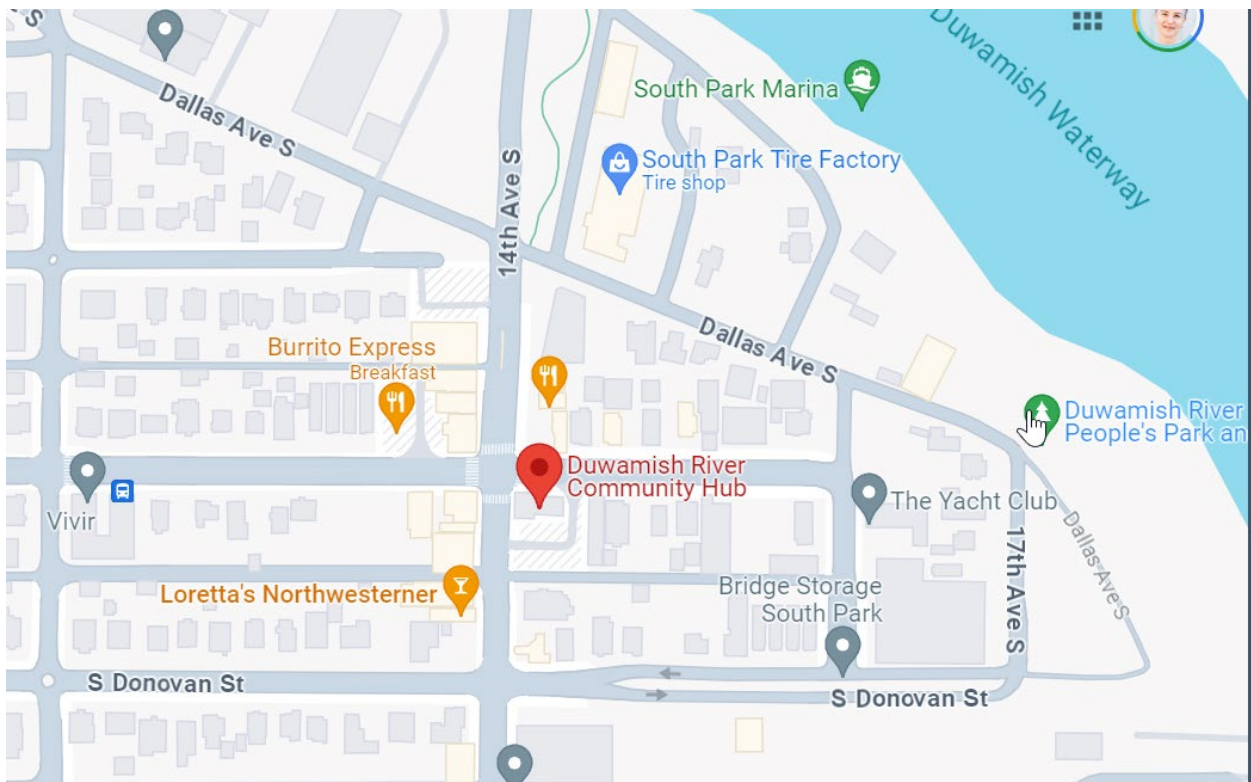 Duwamish Waterway
South Park Marina
Dallas Ave S
14th Ave S
South Park Tire Factory
Tire shop
Burrito Express
Breakfast
Dallas Ave S
Duwamish River
People's Park an
Duwamish River
Community Hub
The Yacht Club
Vivir
17th Ave S
Dallas Ave S
Bridge Storage
South Park
Loretta's Northwesterner
S Donovan St
S Donovan St